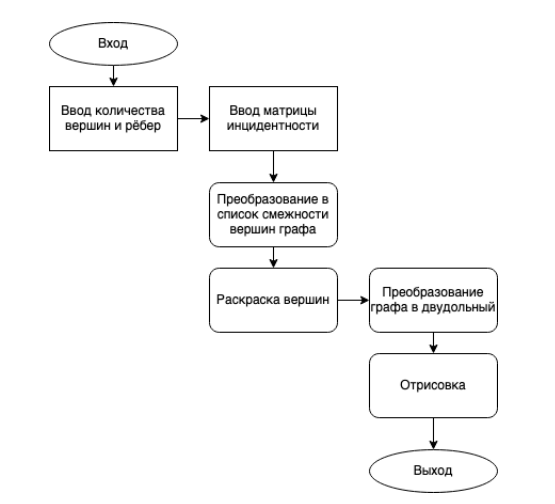 Вход
Ввод количества
вершин и рёбер
Ввод матрицы
инцидентности
Преобразование в
список смежности
вершин графа
Раскраска вершин
Преобразование
графа в двудольный
Отрисовка
Выход